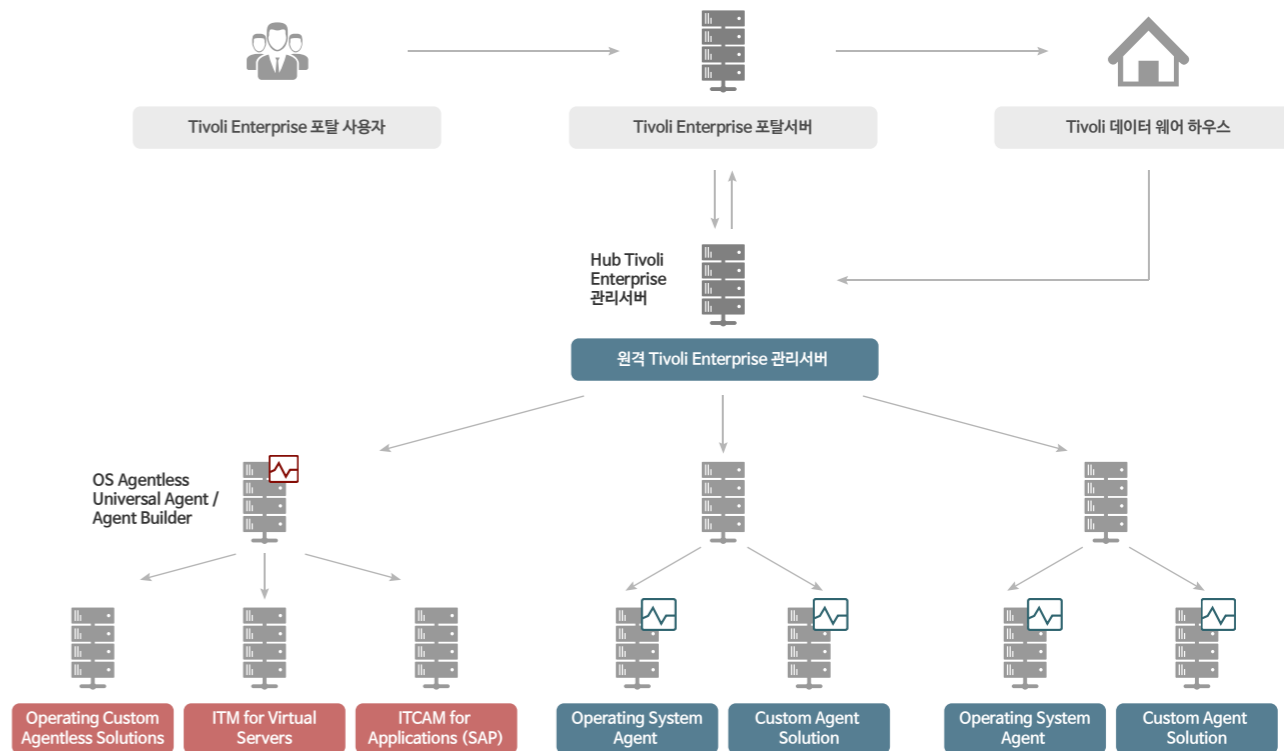 Tivoli Enterprise 포탈 사용자
Tivoli Enterprise 포탈서버
Tivoli 데이터 웨어 하우스
Hub Tivoli
Enterprise
관리서버
원격 Tivoli Enterprise 관리서버
OS Agentless
Universal Agent /
Agent Builder
Operating Custom
Agentless Solutions
ITM for Virtual
Servers
ITCAM for
Applications (SAP)
Operating System
Agent
Custom Agent
Solution
Operating System
Agent
Custom Agent
Solution